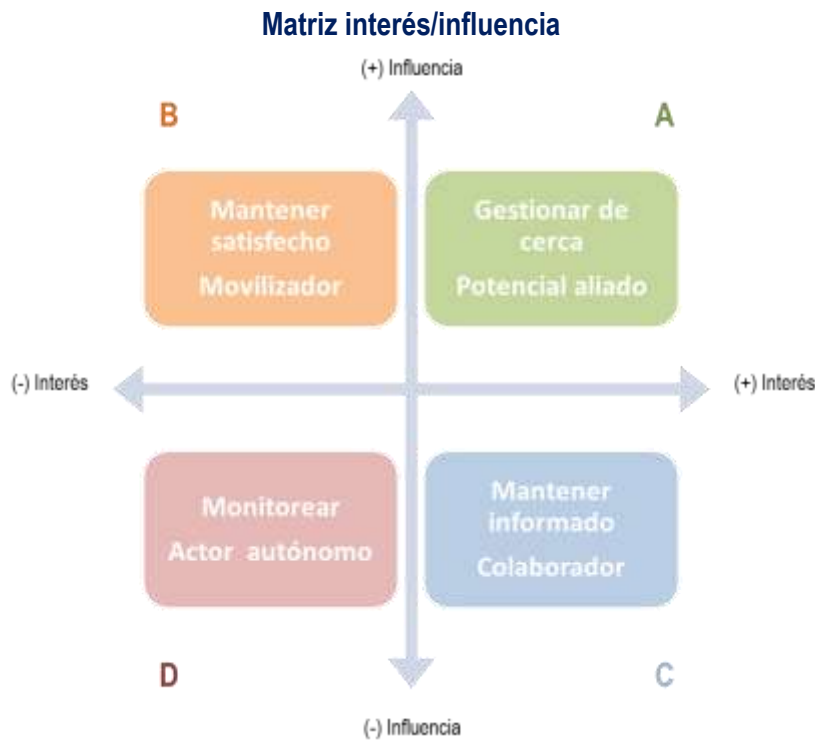 Matriz interés/influencia
(+) Influencia
B
A
Mantener
satisfecho
Movilizador
Gestionar de
cerca
Potencial aliado
(-) Interés
(+) Interés
Monitorear
Actor autónomo
Mantener
informado
Colaborador
D
C
(-) Influencia